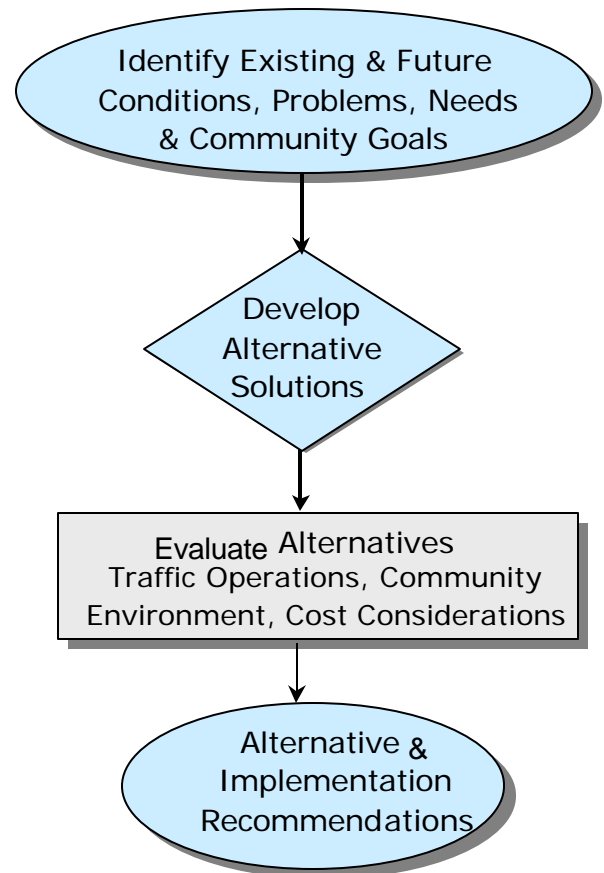 Identify Existing & Future
Conditions, Problems, Needs
& Community Goals
Develop
Alternative
Solutions
Evaluate Alternatives
Traffic Operations, Community
Environment, Cost Considerations
Alternative &
Implementation
Recommendations